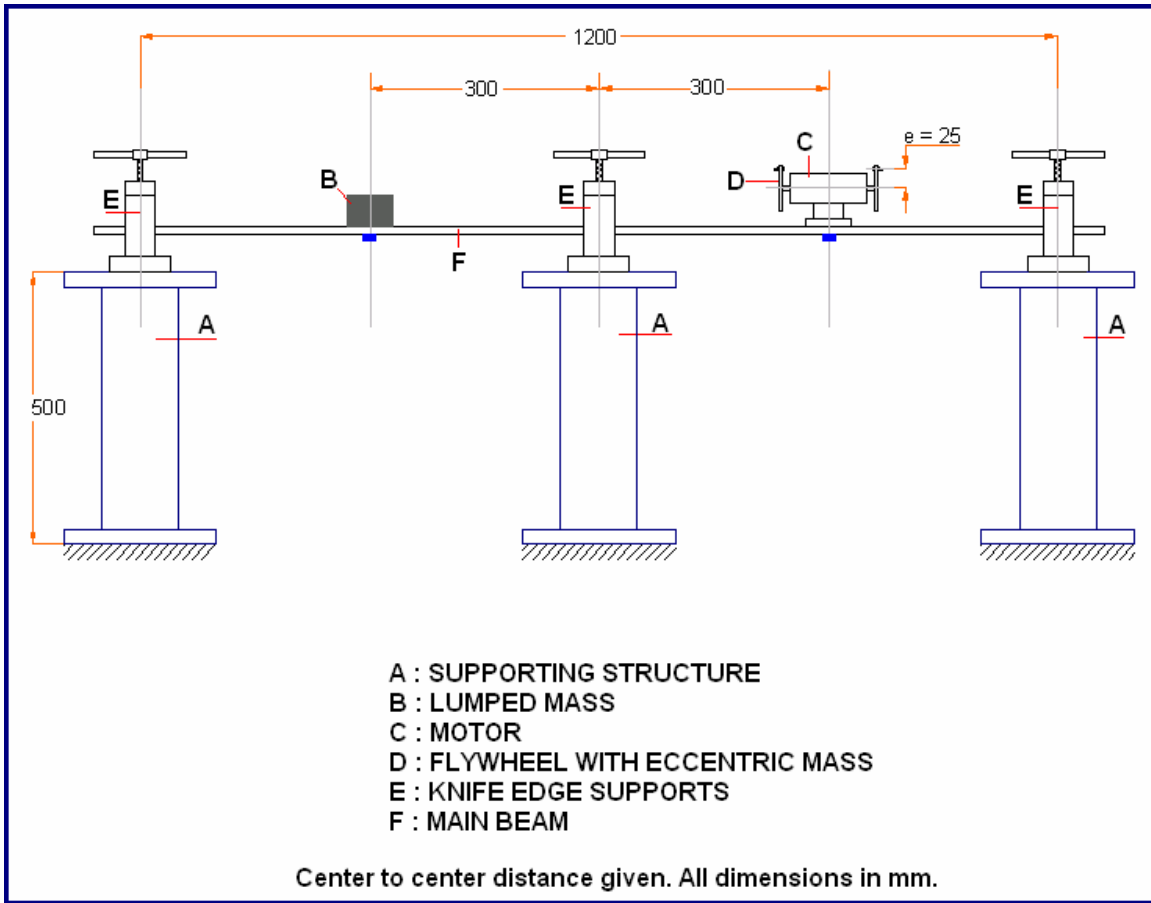 1200
300
300
e = 25
C
B
D
E
E
E
F
A
A
A
500
A : SUPPORTING STRUCTURE
B : LUMPED MASS
C : MOTOR
D : FLYWHEEL WITH ECCENTRIC MASS
E : KNIFE EDGE SUPPORTS
F : MAIN BEAM
Center to center distance given. All dimensions in mm.